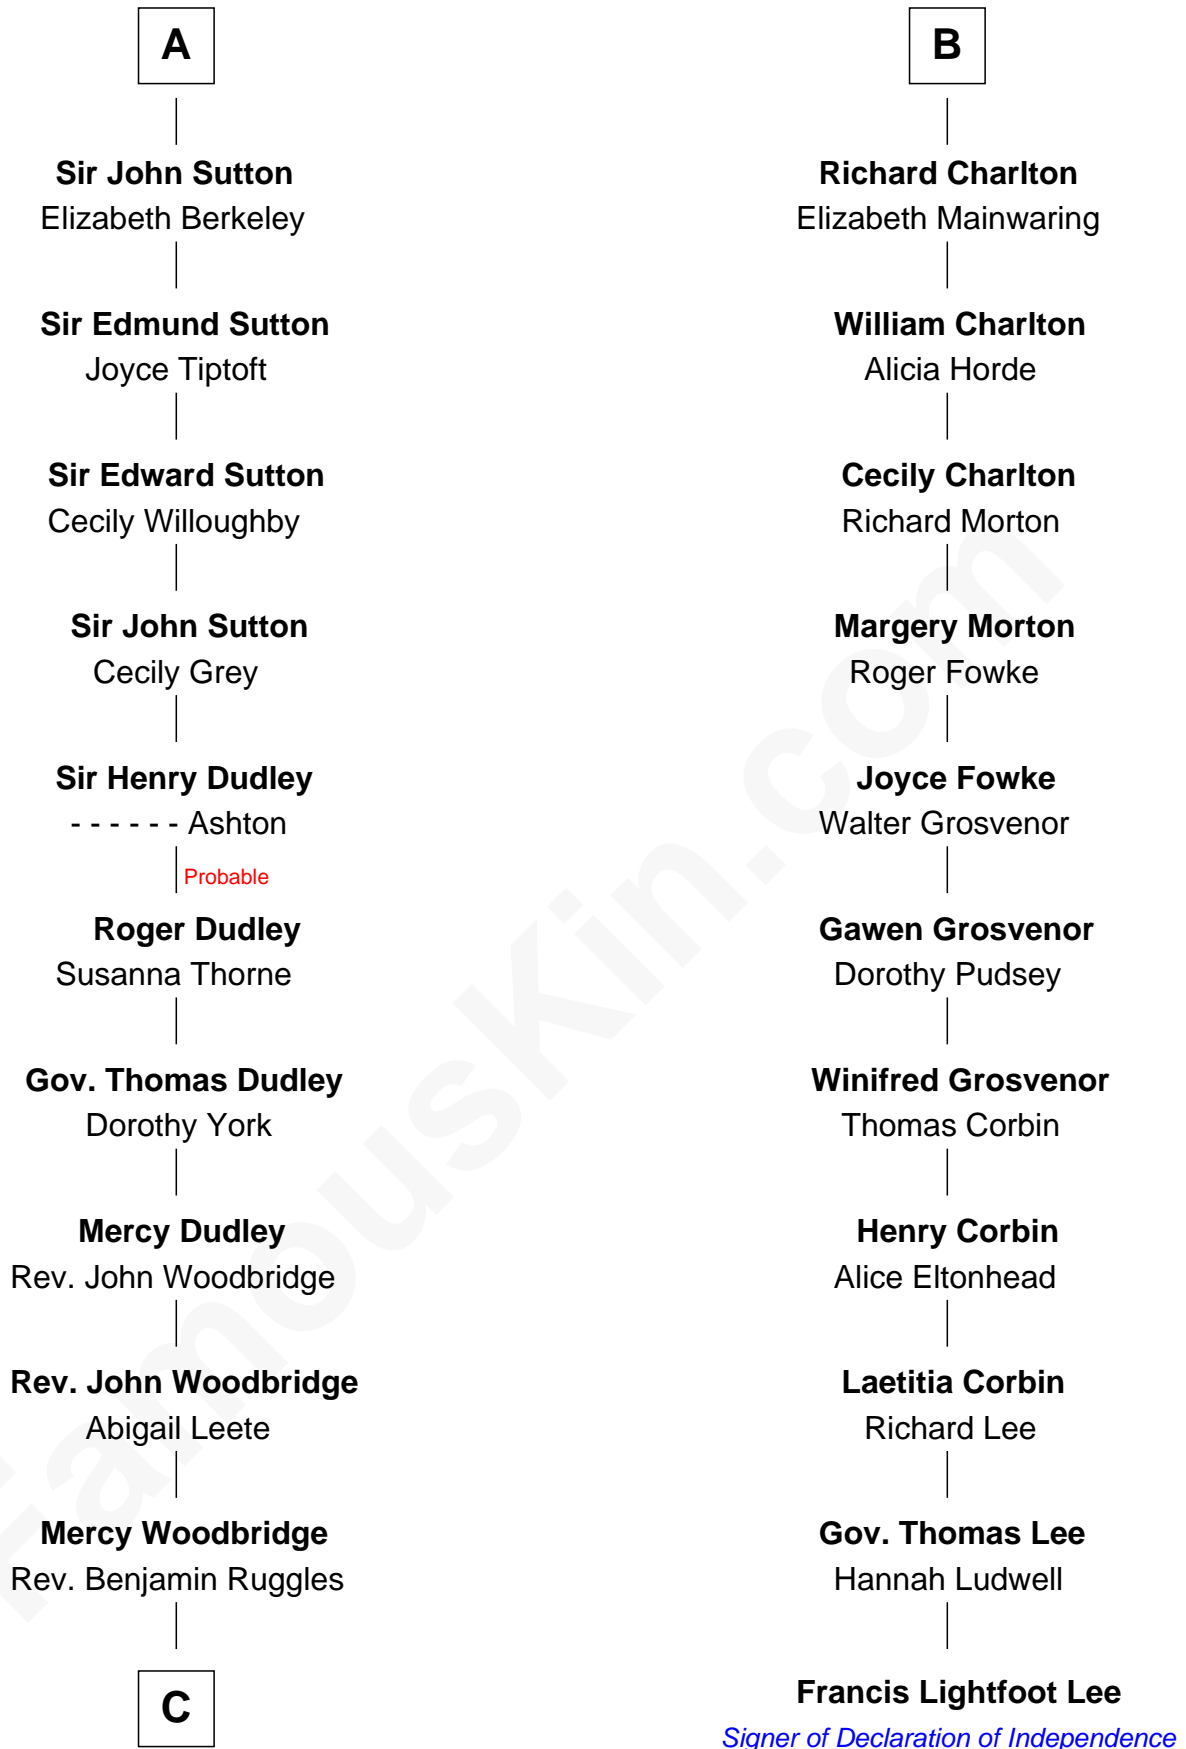 A
Sir John Sutton
Elizabeth Berkeley
Sir Edmund Sutton
Joyce Tiptoft
Sir Edward Sutton
Cecily Willoughby
Sir John Sutton
Cecily Grey
Sir Henry Dudley
- - - - - - Ashton
Probable
Roger Dudley
Susanna Thorne
Gov. Thomas Dudley
Dorothy York
Mercy Dudley
Rev. John Woodbridge
Rev. John Woodbridge
Abigail Leete
Mercy Woodbridge
Rev. Benjamin Ruggles
C
B
Richard Charlton
Elizabeth Mainwaring
William Charlton
Alicia Horde
Cecily Charlton
Richard Morton
Margery Morton
Roger Fowke
Joyce Fowke
Walter Grosvenor
Gawen Grosvenor
Dorothy Pudsey
Winifred Grosvenor
Thomas Corbin
Henry Corbin
Alice Eltonhead
Laetitia Corbin
Richard Lee
Gov. Thomas Lee
Hannah Ludwell
Francis Lightfoot Lee
Signer of Declaration of Independence
FamousKin.com